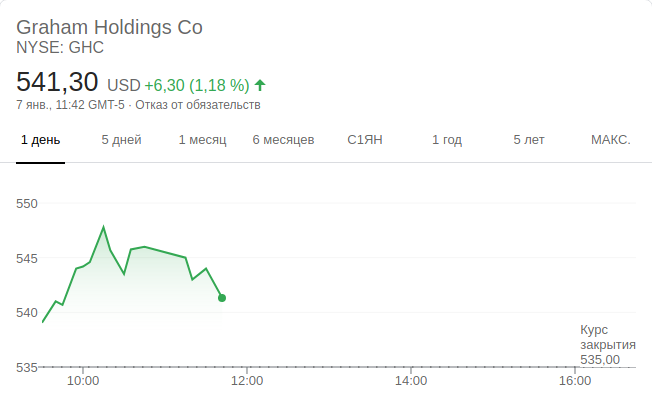 Graham Holdings Co
NYSE: GHC
541,30 USD +6,30 (1,18 %)
7 янв., 11:42 GMT-5 · Отказ от обязательств
1 день 5 дней 1 месяц 6 месяцев С1ЯН 1 год 5 лет МАКС.
550
545
540
Курс
закрытия
535,00
535
10:00 12:00 14:00 16:00